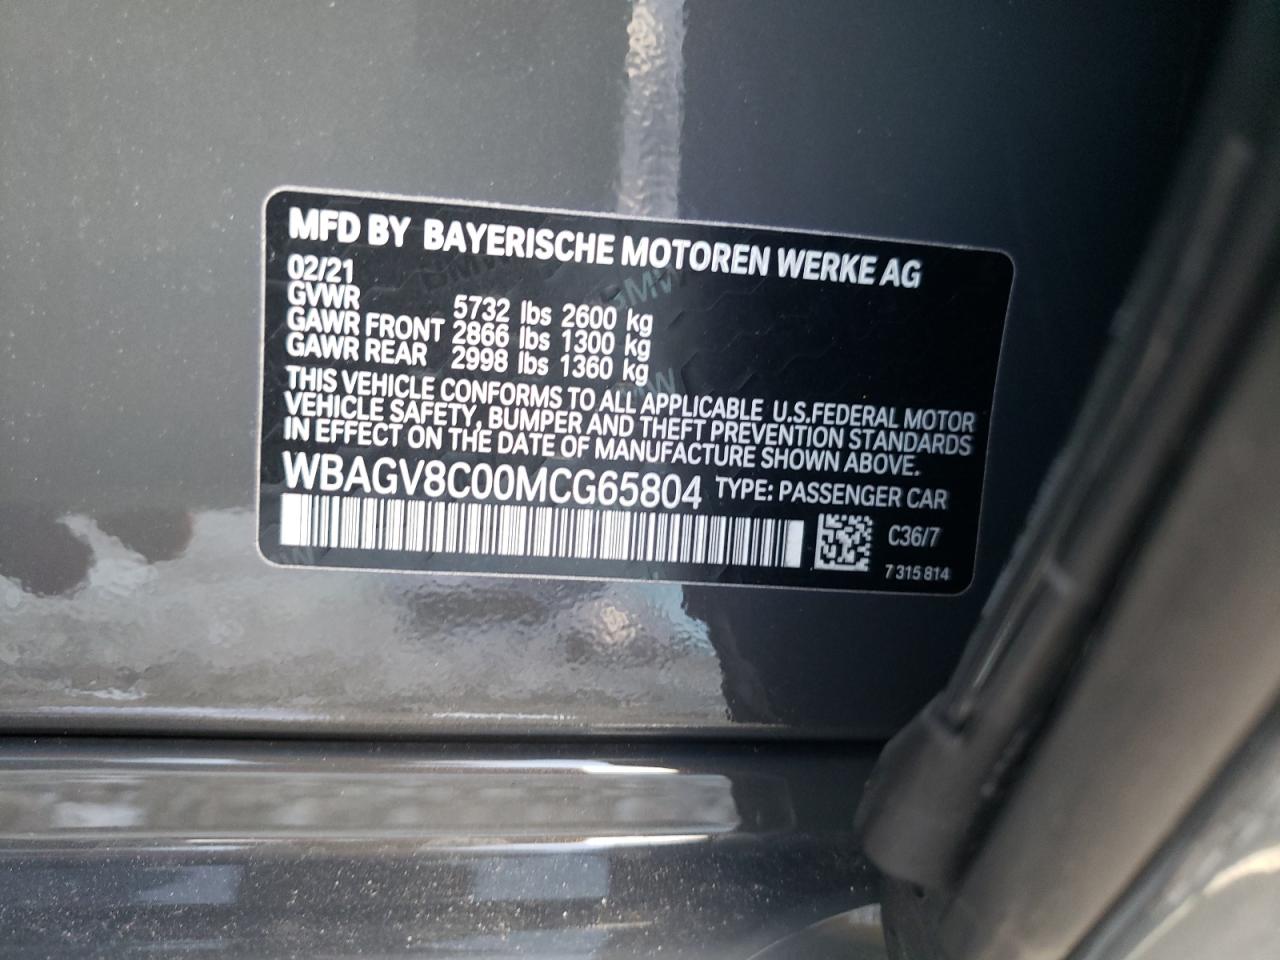 MFD BY BAYERISCHE MOTOREN WERKE AG
02/21
GVWR 5732 lbs 2600 kg
GAWR FRONT 2866 lbs 1300 kg
GAWR REAR 2998 lbs 1360 kg
THIS VEHICLE CONFORMS TO ALL APPLICABLE U.S.FEDERAL MOTOR
VEHICLE SAFETY, BUMPER AND THEFT PREVENTION STANDARDS
IN EFFECT ON THE DATE OF MANUFACTURE SHOWN ABOVE.
WBAGV8C00MCG65804 TYPE: PASSENGER CAR
C36/7
7 315 814